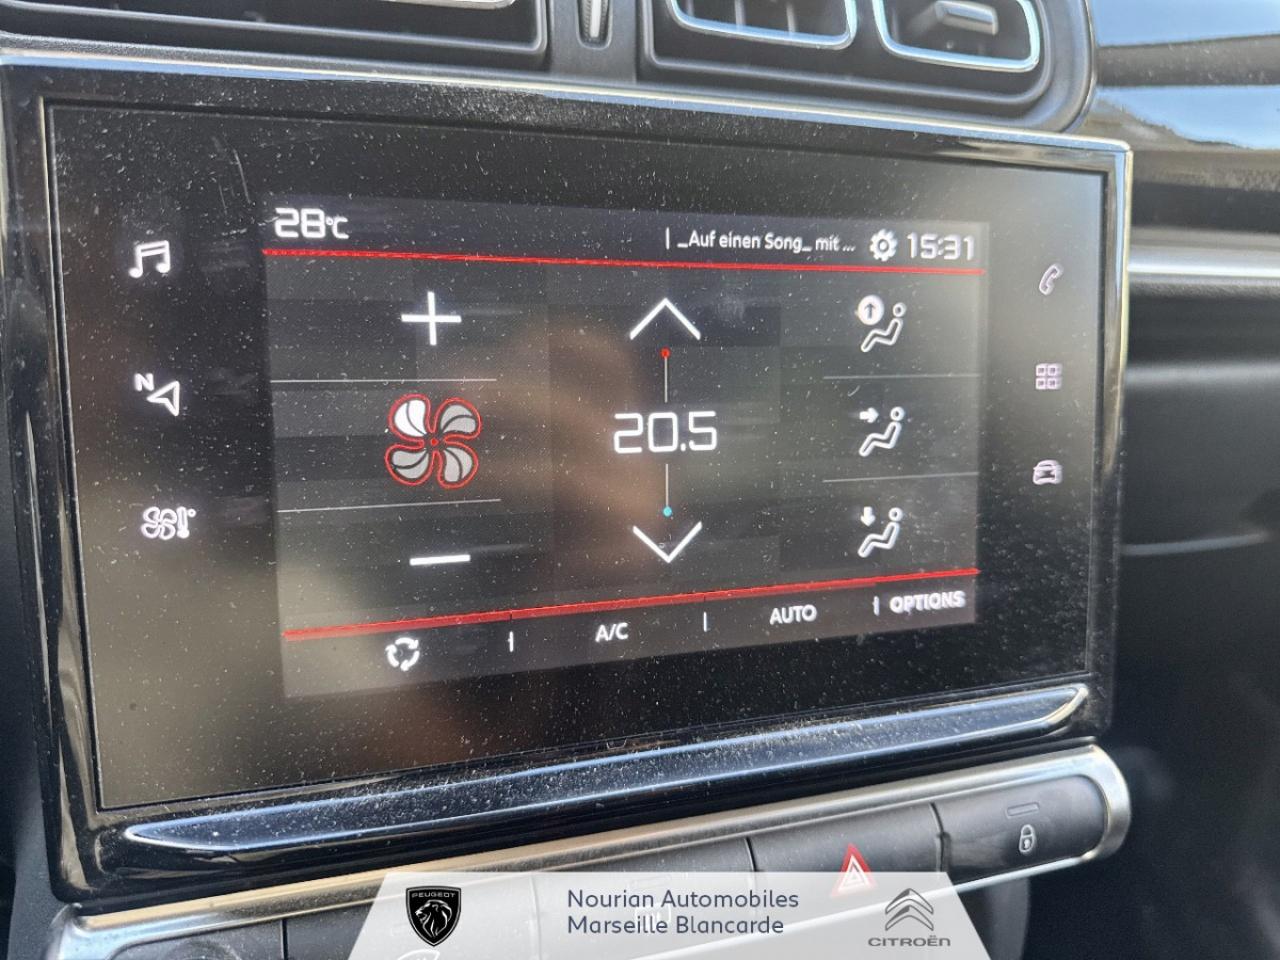 28°C
| _Auf einen Song_ mit ... 15:31
N
20.5
A/C | AUTO | OPTIONS
PEUGEOT
Nourian Automobiles
Marseille Blancarde
CITROËN